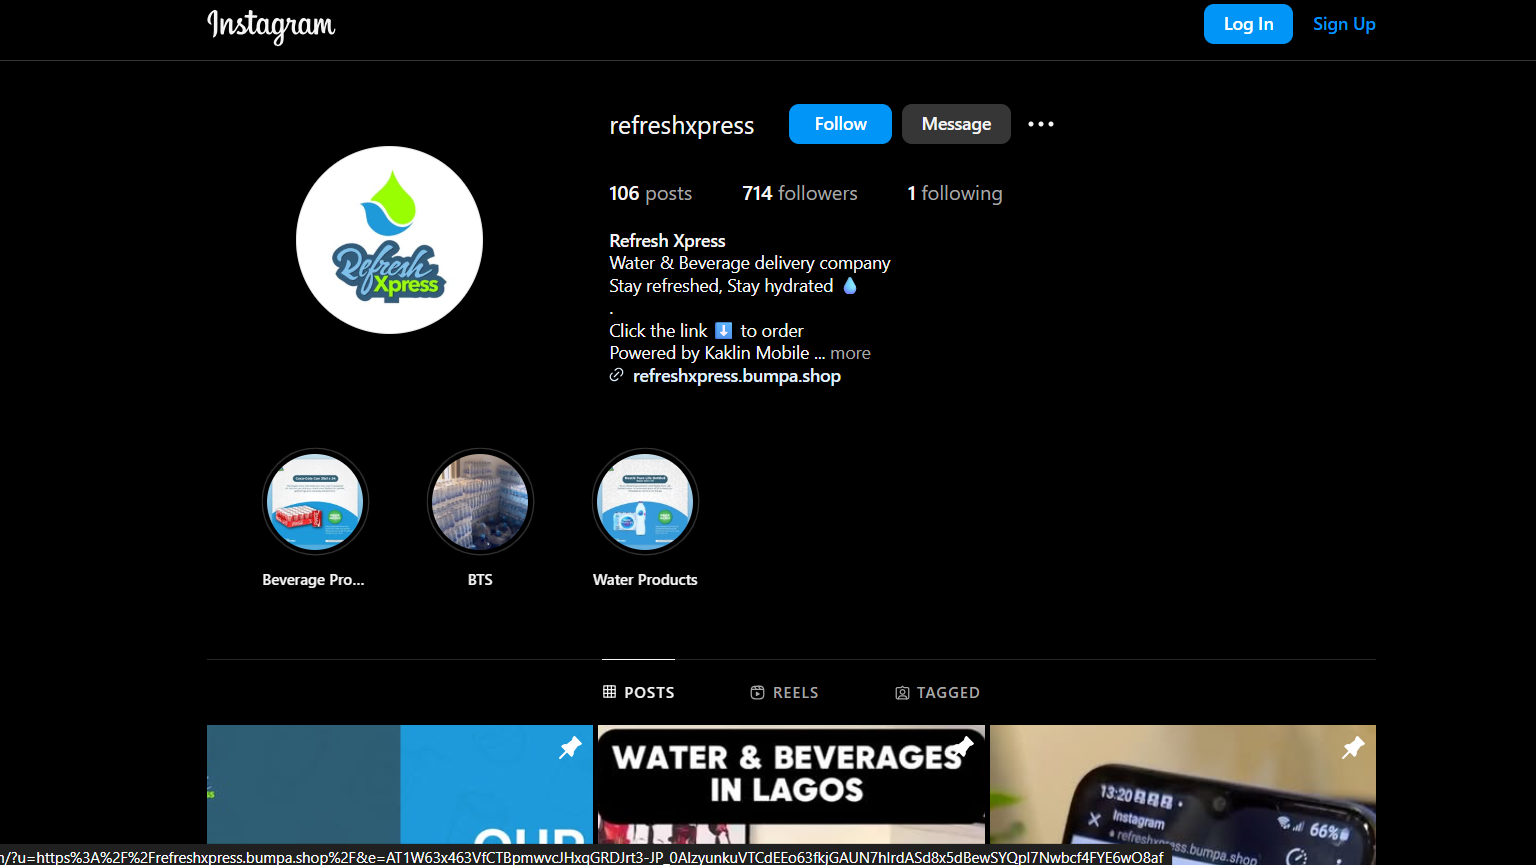 Instagram
Log In
Sign Up
refreshxpress
Follow
Message
106 posts
714 followers
1 following
Refresh Xpress
Refresh Xpress
Water & Beverage delivery company
Stay refreshed, Stay hydrated 💧
.
Click the link ⬇️ to order
Powered by Kaklin Mobile ... more
refreshxpress.bumpa.shop
Beverage Pro...
BTS
Water Products
POSTS
REELS
TAGGED
OUR
WATER & BEVERAGES
IN LAGOS
13:20
66%
Instagram
refreshxpress.bumpa.shop
n/?u=https%3A%2F%2Frefreshxpress.bumpa.shop%2F&e=AT1W63x463VfCTBpmwvcJHxqGRDJrt3-JP_0AIzyunkuVTCdEEo63fkjGAUN7hIrdASd8x5dBewSYQpI7Nwbcf4FYE6wO8af